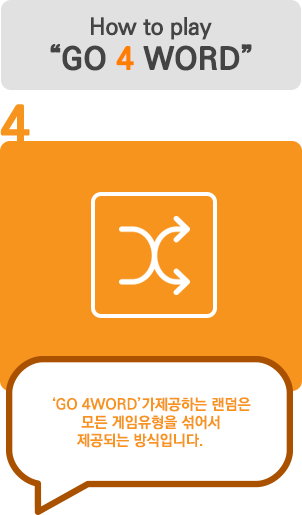 How to play
“GO 4 WORD”
4
‘GO 4WORD’가제공하는 랜덤은
모든 게임유형을 섞어서
제공되는 방식입니다.